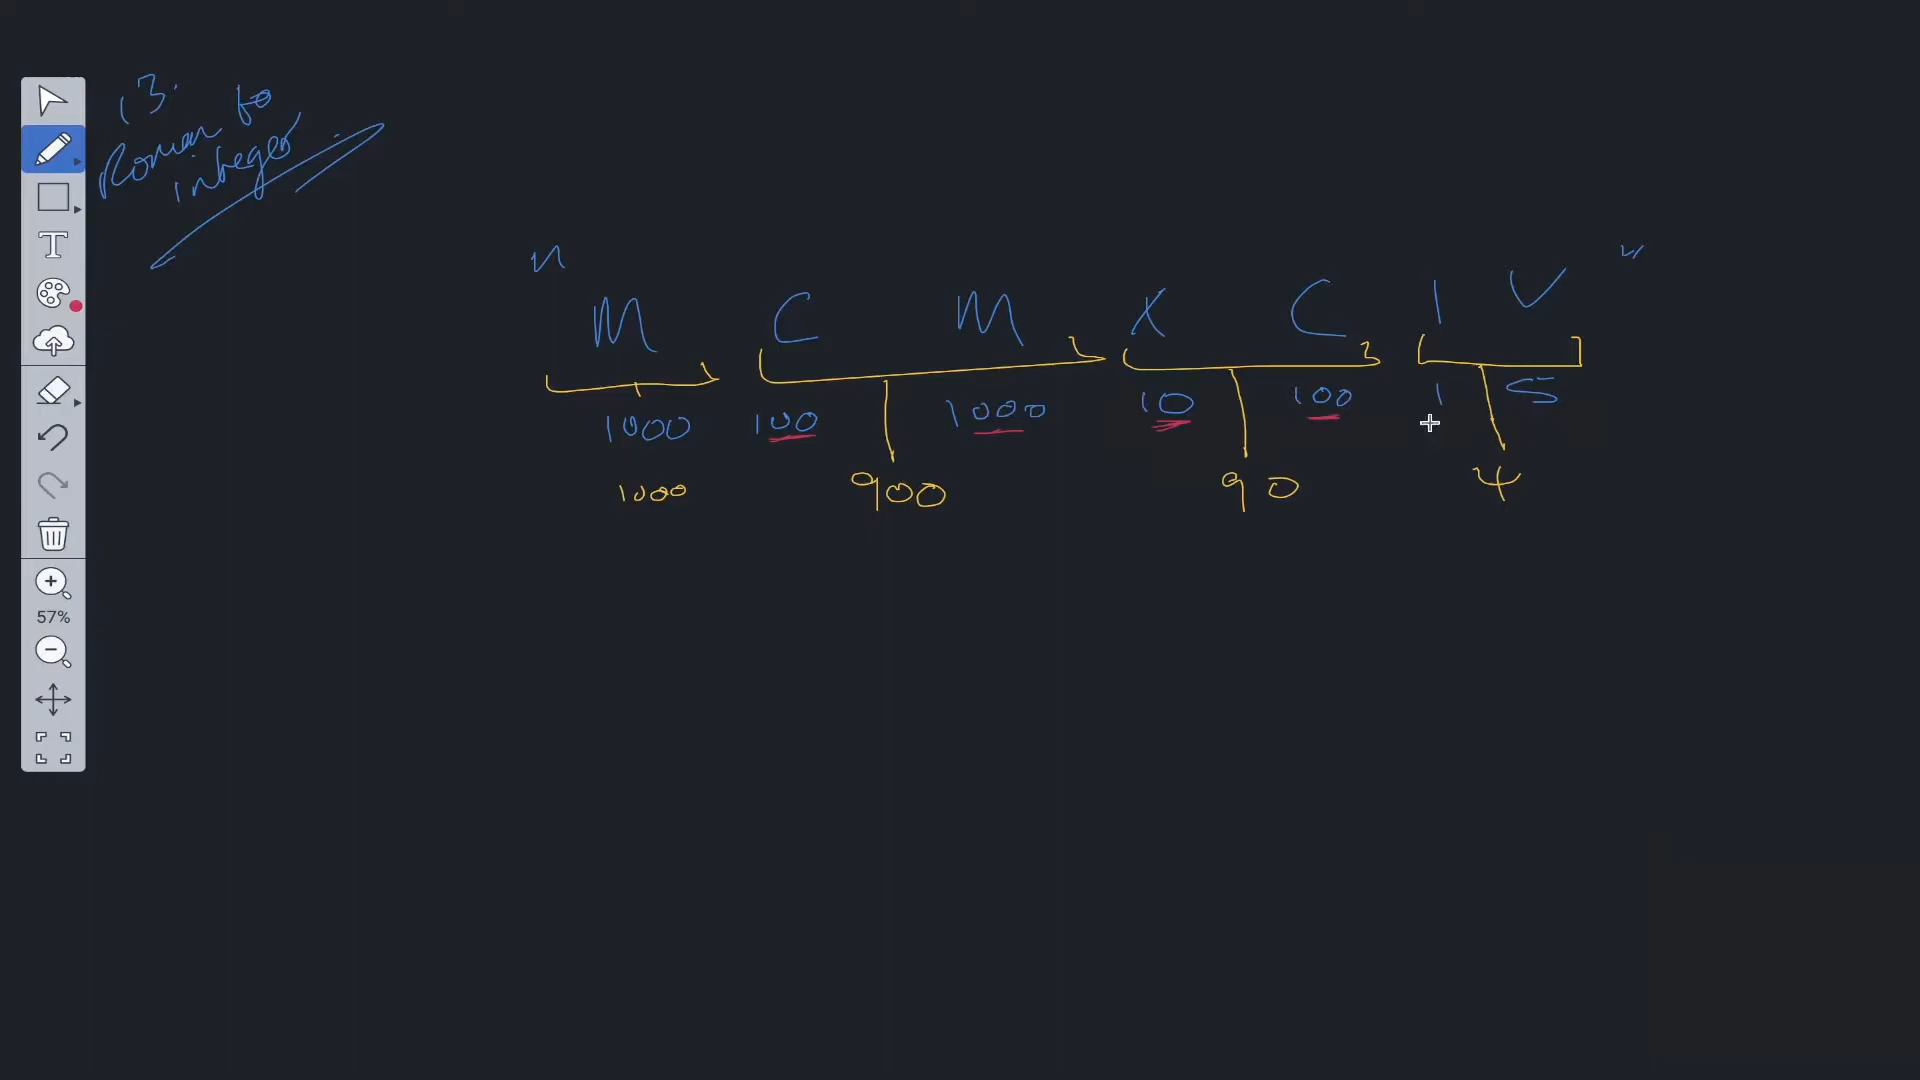 13.
Roman to
integer
" M C M X C I V "
1000 100 1000 10 100 1 5
1000 900 90 4
T
57%